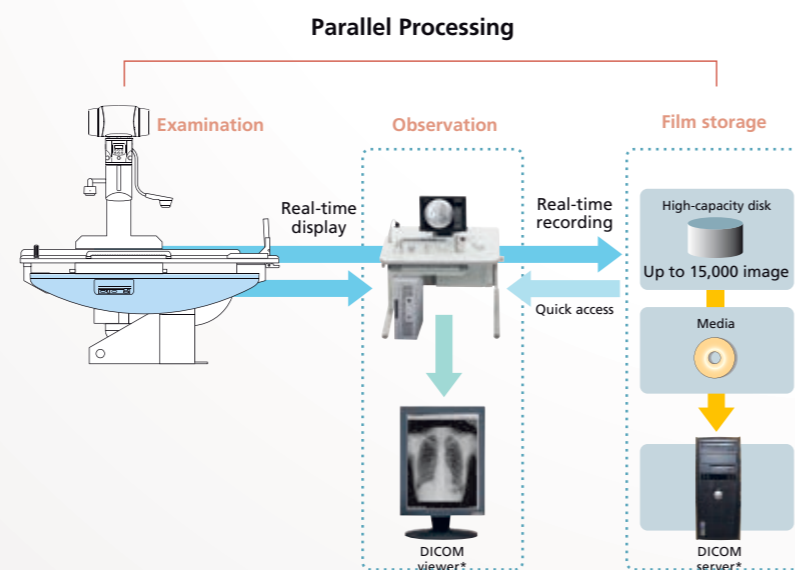 Parallel Processing
Examination
Observation
Film storage
Real-time
display
Real-time
recording
High-capacity disk
Up to 15,000 image
Quick access
Media
DICOM
viewer*
DICOM
server*